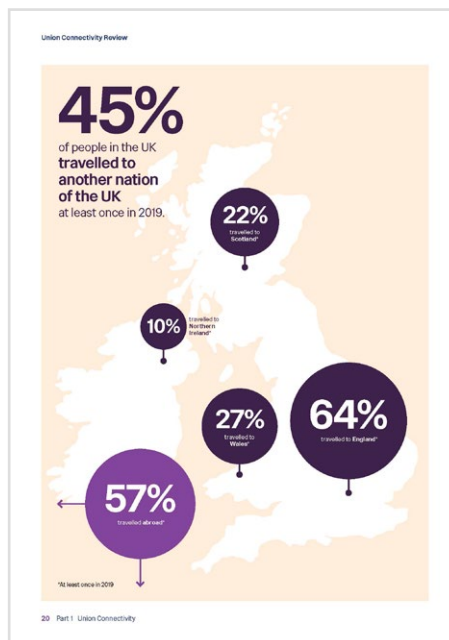 Union Connectivity Review
45%
of people in the UK
travelled to
another nation
of the UK
at least once in 2019.
22%
travelled to
Scotland*
10%
travelled to
Northern
Ireland*
27%
travelled to
Wales*
64%
travelled to England*
57%
travelled abroad*
*At least once in 2019
20 Part 1 Union Connectivity